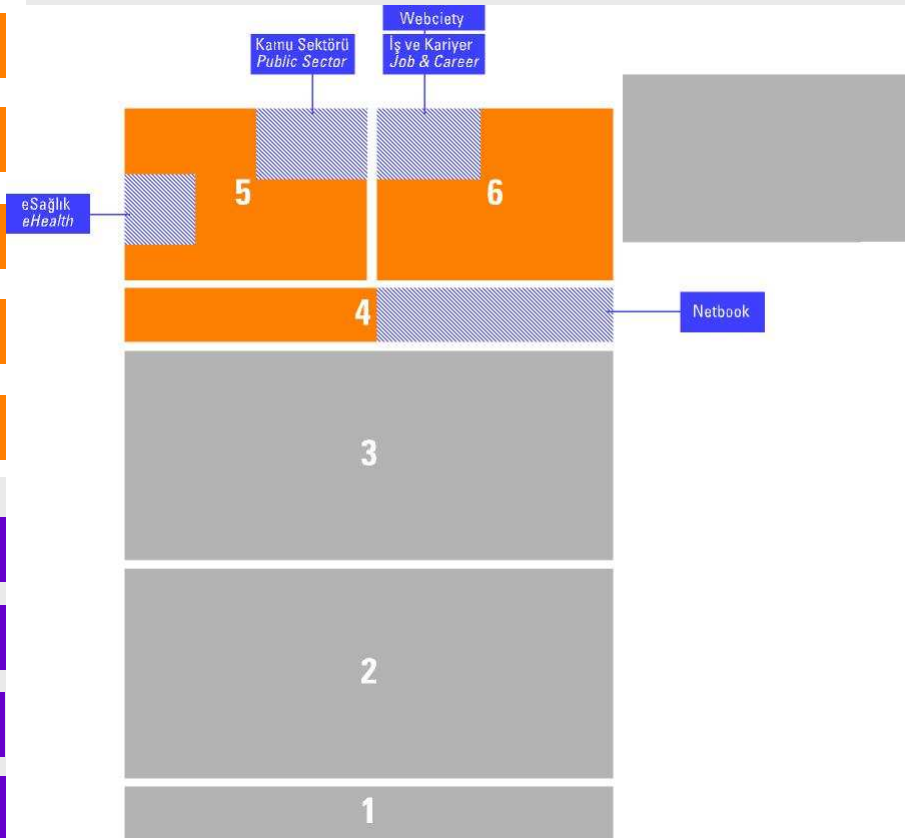 Webciety
Kamu Sektörü
Public Sector
İş ve Kariyer
Job & Career
5
6
eSağlık
eHealth
4
Netbook
3
2
1